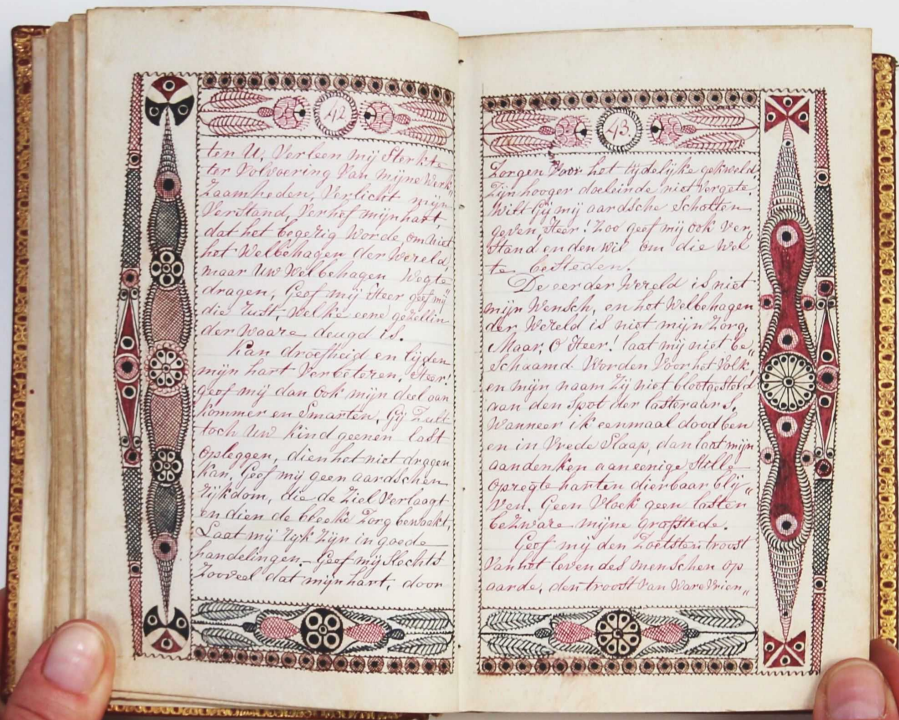 42
ten U, Verleen mij Sterkte
ter Volvoering Van mijne Werk
Zaamheden, Verlicht mijn
Verstand, Verhef mijn hart,
dat het begerig Worde, om niet
het Welbehagen der Wereld,
maar Uw Welbehagen Weg te
dragen, Geef mij Heer geef mij
die rust, Welke eene gezellin
der Waare deugd is.
Kan droefheid en lijden
mijn hart Verbeteren, Heer!
geef mij dan ook mijn deel van
kommer en Smarten, Gij Zult
toch Uw kind geenen last
opleggen, dien het niet dragen
kan, Geef mij geen aardschen
rijkdom, die de Ziel Verlaagt
en dien de bleeke Zorg bewaakt,
Laat mij rijk Zijn in goede
handelingen. Geef mij Slechts
Zooveel dat mijn hart, door
43
Zorgen Voor het tijdelijke gekweld
Zijn hooger doeleinde niet Vergete
Wilt Gij mij aardsche Schatten
geven Heer! Zoo geef mij ook Ver
Stand en den Wil om die Wel
te besteden.
De eer der Wereld is niet
mijn Wensch, en het Welbehagen
der Wereld is niet mijn Zorg,
Maar, O Heer! laat mij niet be„
Schaamd Worden Voor het Volk,
en mijn naam Zij niet blootgesteld
aan den Spot der lasteraars,
Wanneer ik eenmaal dood ben
en in Vrede Slaap, dan laat mijn
aandenken aan eenige Stille
Opregte harten dierbaar blij„
Ven. Geen Vloek geen laster
bezware mijne Grafstede.
Geef mij den Zoetsten troost
Van het leven des menschen op
aarde, den troost Van Ware Vrien„